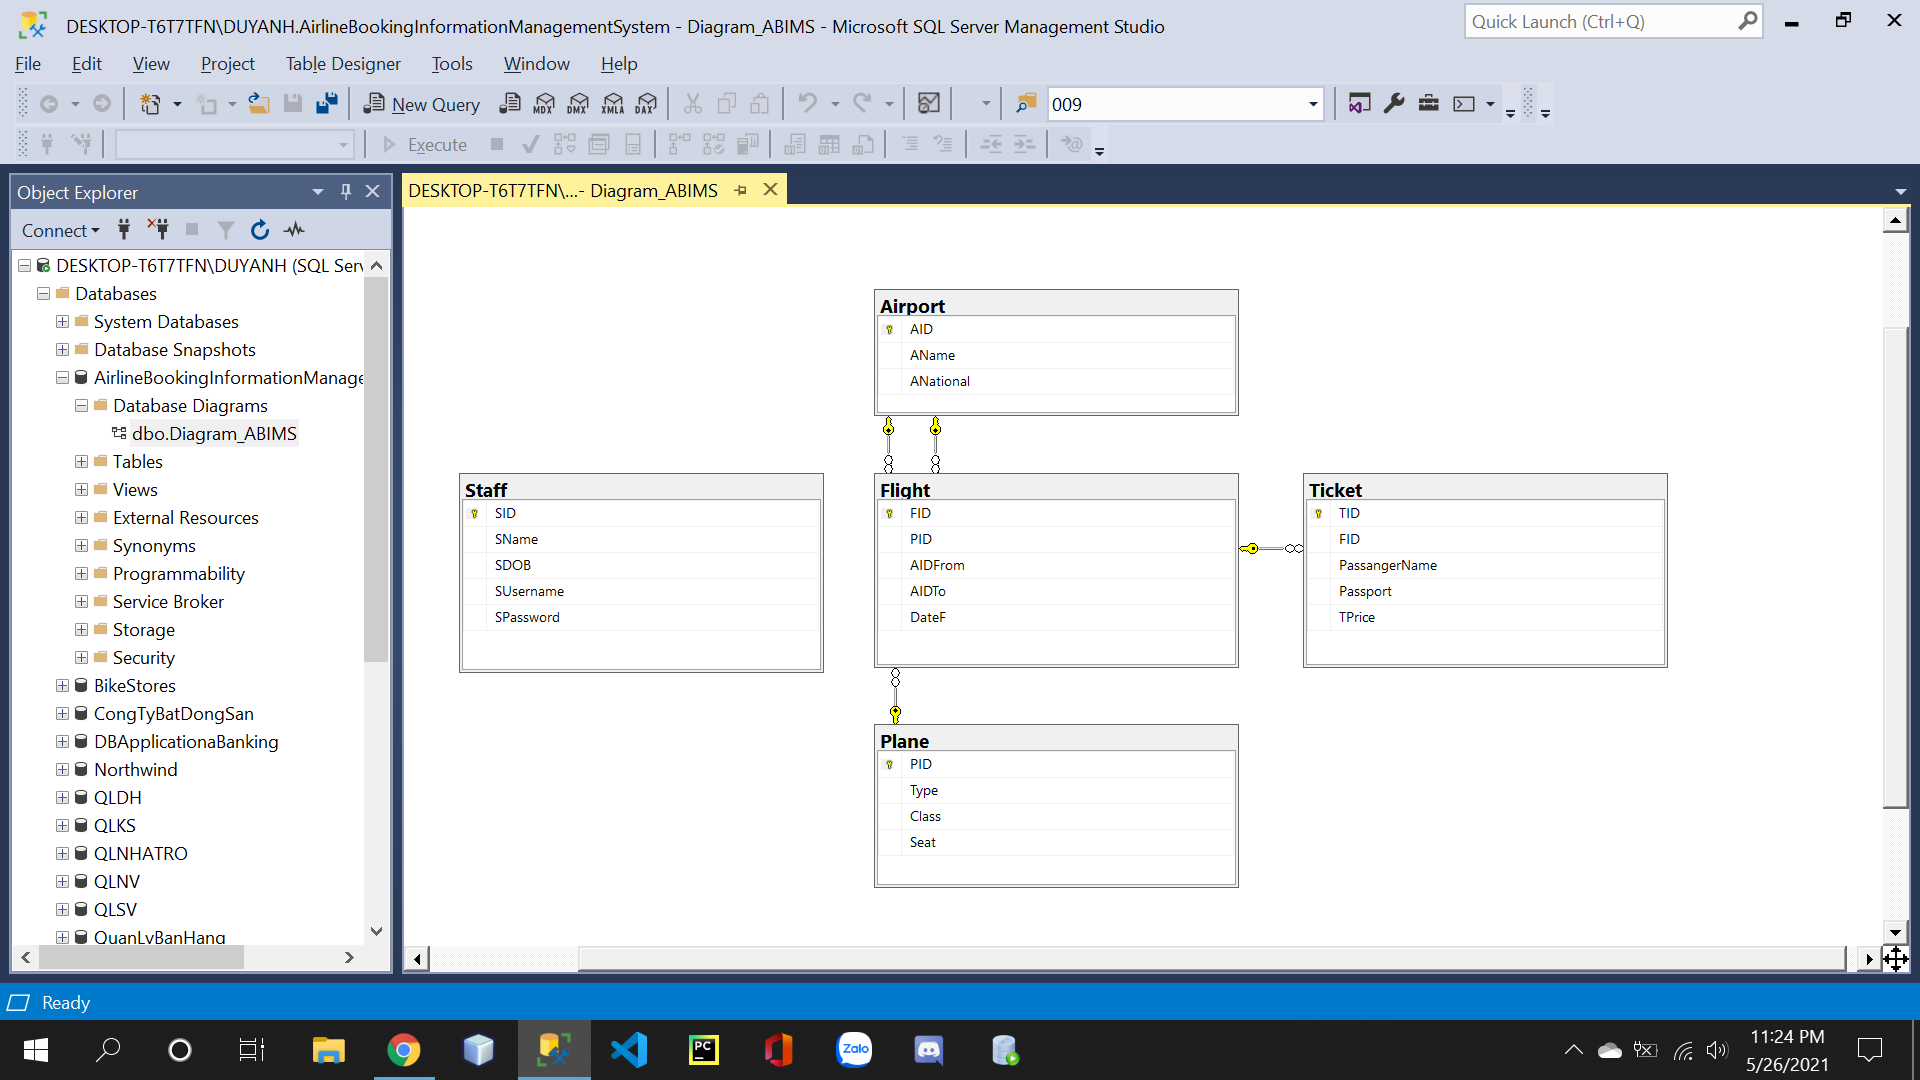 DESKTOP-T6T7TFN\DUYANH.AirlineBookingInformationManagementSystem - Diagram_ABIMS - Microsoft SQL Server Management Studio
Quick Launch (Ctrl+Q)
File Edit View Project Table Designer Tools Window Help
New Query MDX DMX XMLA DAX 009
Execute
Object Explorer
DESKTOP-T6T7TFN\...- Diagram_ABIMS
Connect
DESKTOP-T6T7TFN\DUYANH (SQL Serv
Databases
System Databases
Database Snapshots
AirlineBookingInformationManage
Database Diagrams
dbo.Diagram_ABIMS
Tables
Views
External Resources
Synonyms
Programmability
Service Broker
Storage
Security
BikeStores
CongTyBatDongSan
DBApplicationaBanking
Northwind
QLDH
QLKS
QLNHATRO
QLNV
QLSV
QuanLyBanHang
Airport
AID
AName
ANational
Staff
SID
SName
SDOB
SUsername
SPassword
Flight
FID
PID
AIDFrom
AIDTo
DateF
Ticket
TID
FID
PassangerName
Passport
TPrice
Plane
PID
Type
Class
Seat
Ready
PC
Zalo
11:24 PM
5/26/2021